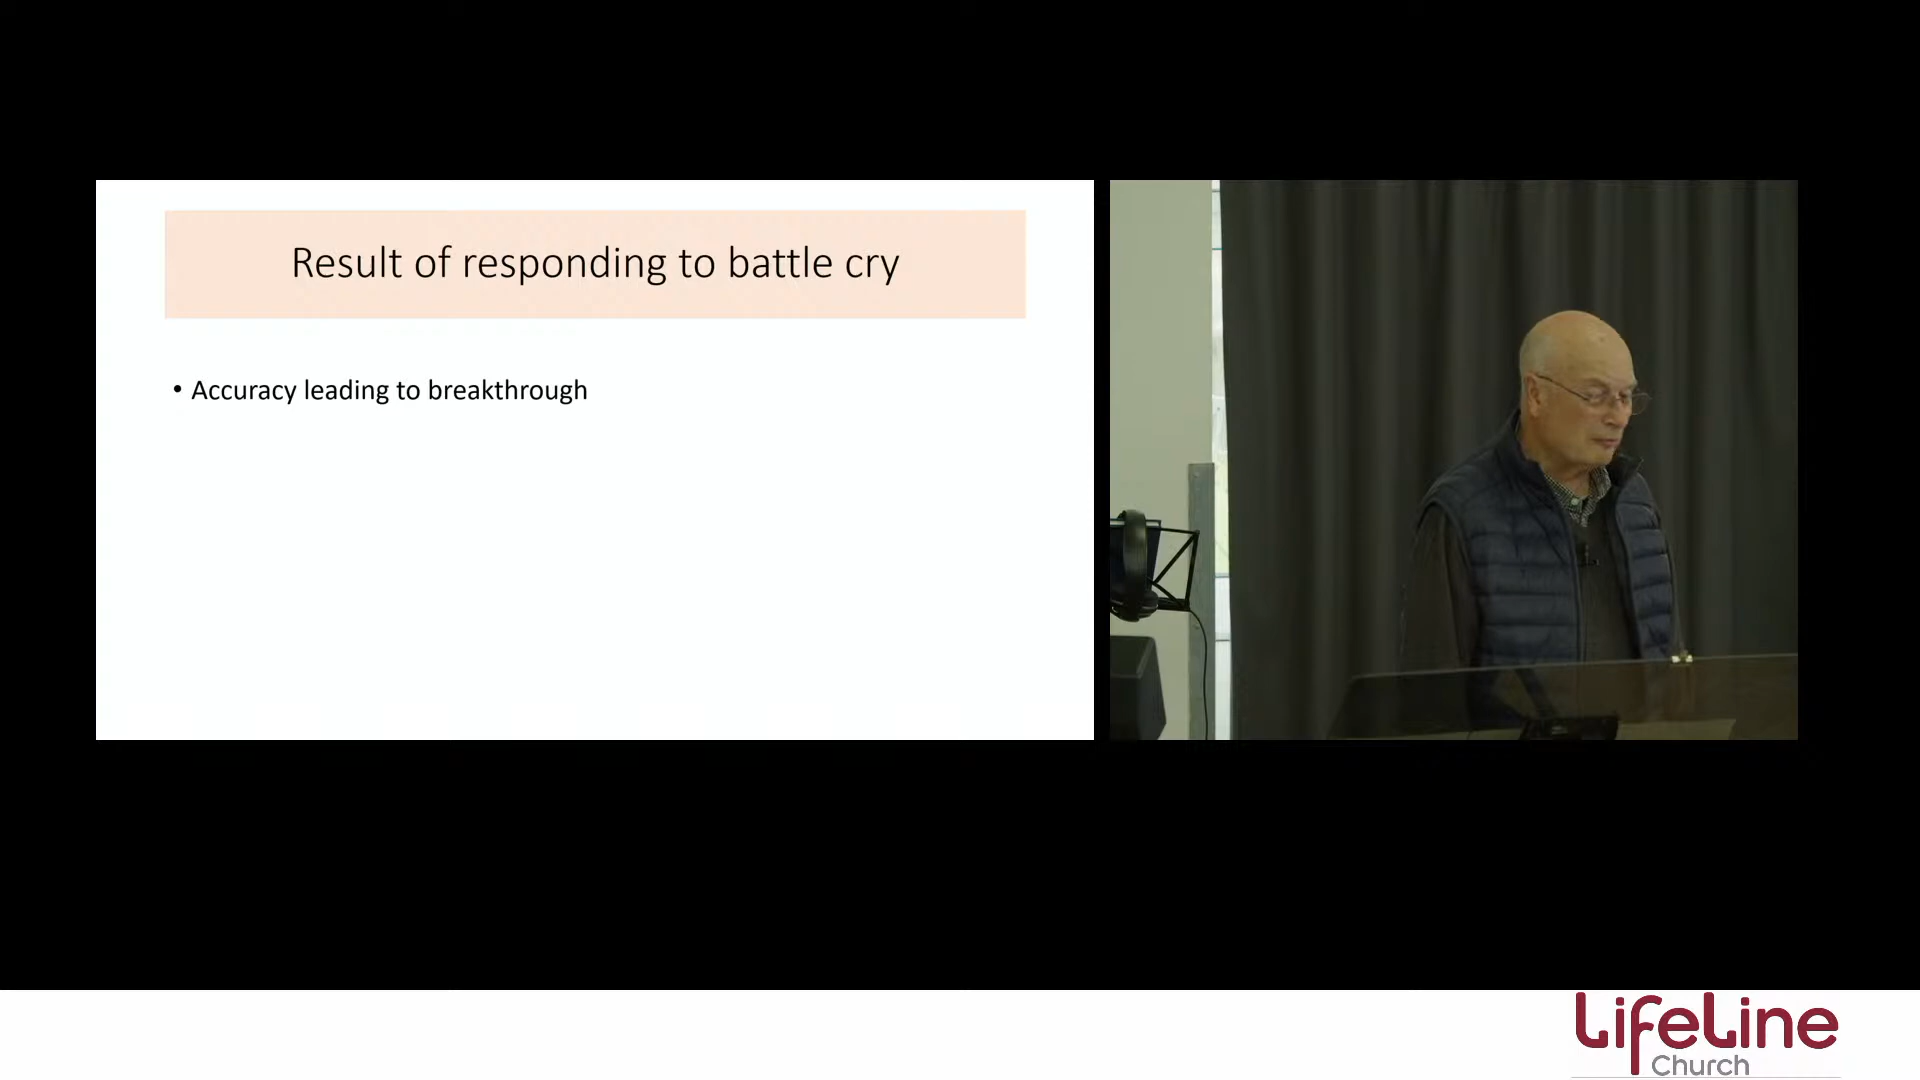 Result of responding to battle cry
• Accuracy leading to breakthrough
LifeLine
Church